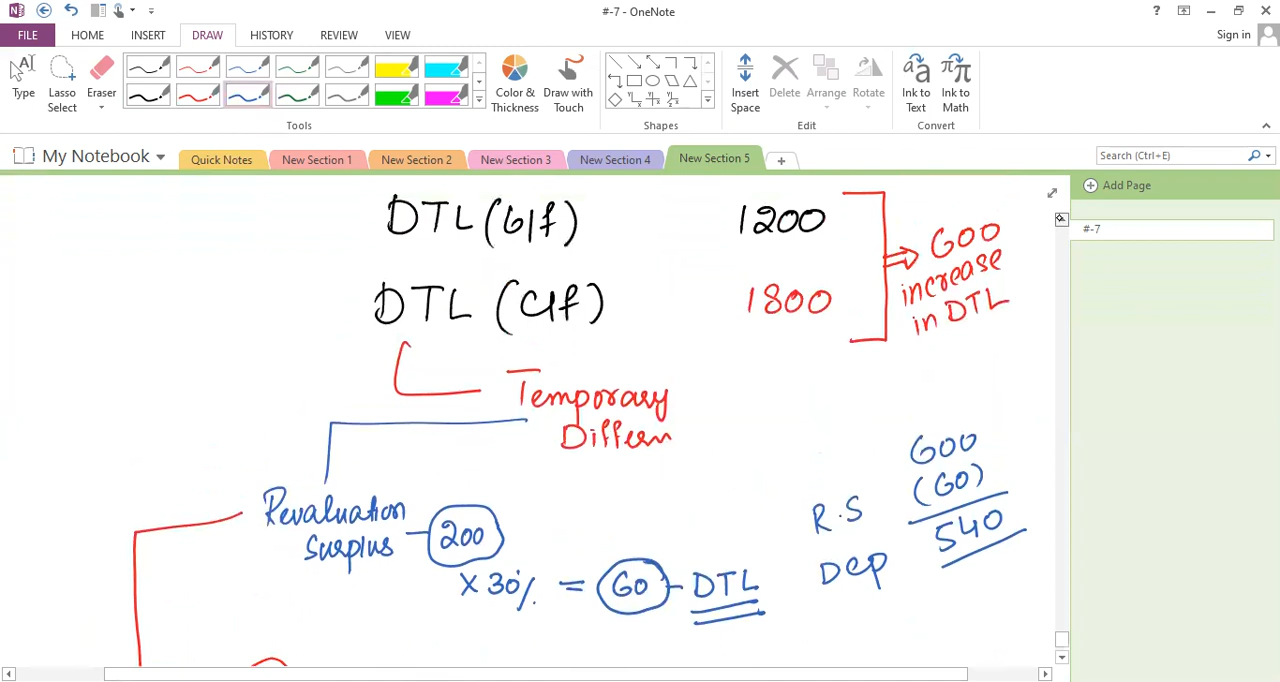 #-7 - OneNote
?
Sign in
FILE
HOME
INSERT
DRAW
HISTORY
REVIEW
VIEW
Type
Lasso
Select
Eraser
Color &
Thickness
Draw with
Touch
Insert
Space
Delete
Arrange
Rotate
Ink to
Text
Ink to
Math
Tools
Shapes
Edit
Convert
My Notebook
Quick Notes
New Section 1
New Section 2
New Section 3
New Section 4
New Section 5
Search (Ctrl+E)
Add Page
#-7
DTL (b/f) 1200
DTL (C/f) 1800
⇒ 600
increase
in DTL
Temporary
Differn
Revaluation
Surplus - 200
X 30% = 60 - DTL
R.S
Dep
600
(60)
540